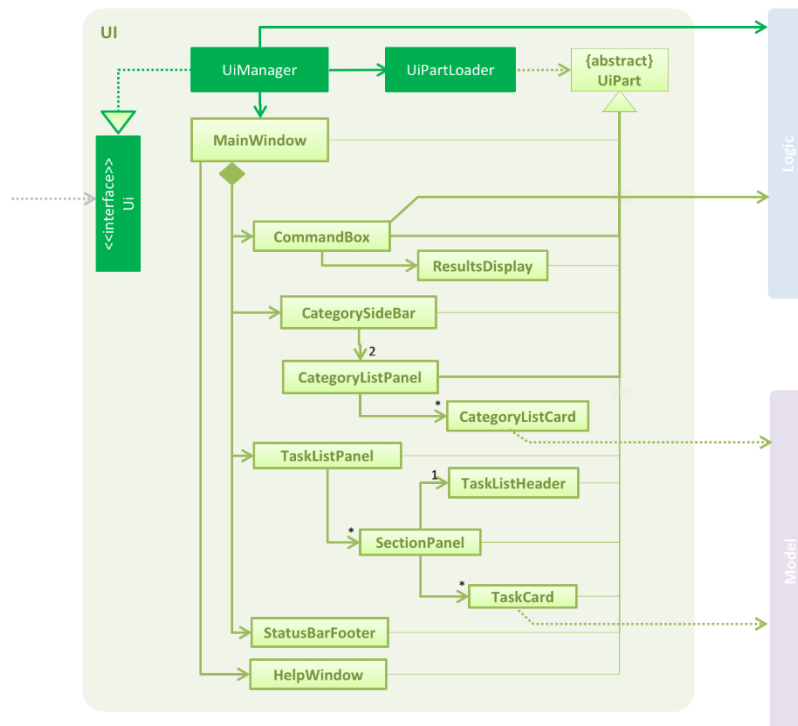 UI
UiManager
UiPartLoader
{abstract}
UiPart
MainWindow
<<interface>>
Ui
Logic
CommandBox
ResultsDisplay
CategorySideBar
2
CategoryListPanel
*
CategoryListCard
TaskListPanel
1
TaskListHeader
*
SectionPanel
Model
*
TaskCard
StatusBarFooter
HelpWindow